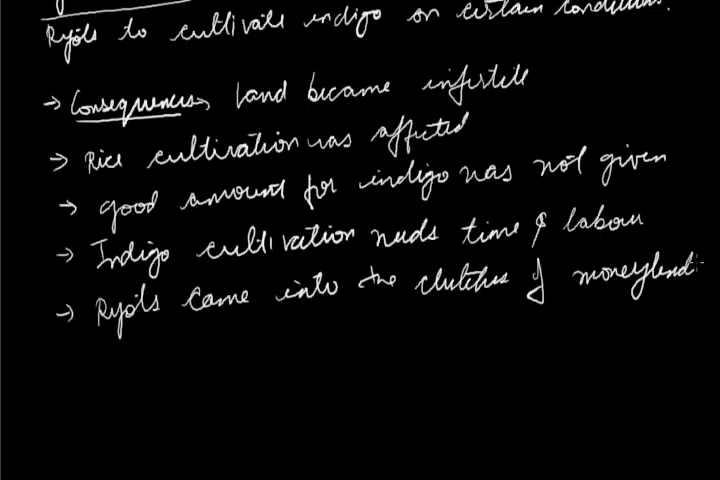 Ryots to cultivate indigo on certain conditions.
→ Consequences → Land became infertile
→ Rice cultivation was affected
→ Good amount for indigo was not given
→ Indigo cultivation needs time & labour
→ Ryots came into the clutches of moneylend